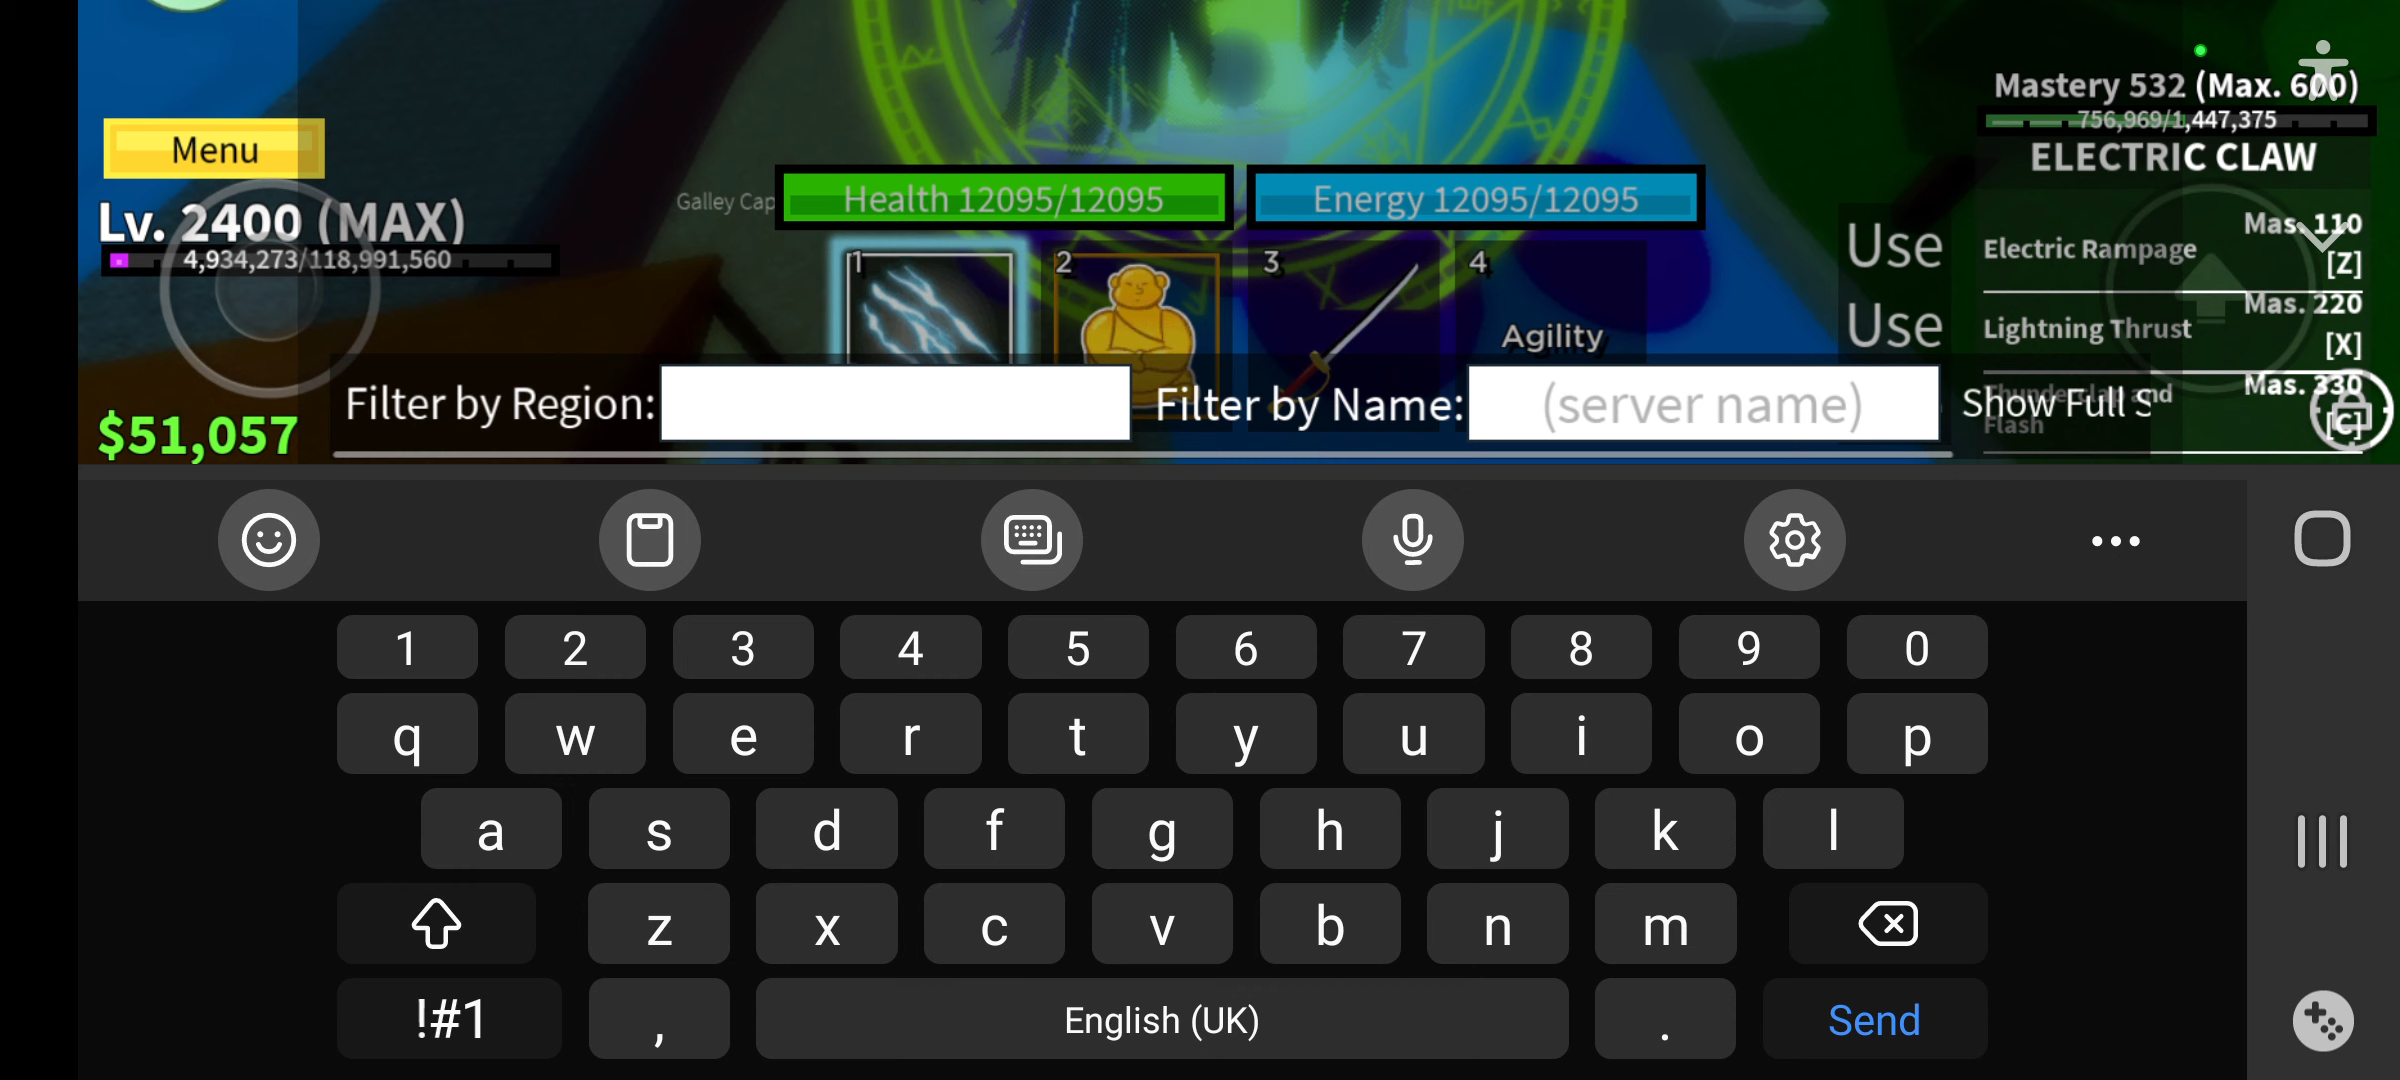 Mastery 532 (Max. 600)
756,969/1,447,375
ELECTRIC CLAW
Menu
Lv. 2400 (MAX)
4,934,273/118,991,560
Galley Cap
Health 12095/12095
Energy 12095/12095
1
2
3
4
Agility
Use
Electric Rampage
Mas. 110
[Z]
Use
Lightning Thrust
Mas. 220
[X]
Thunderclap and
Flash
Mas. 330
[C]
$51,057
Filter by Region:
Filter by Name:
(server name)
Show Full S
1 2 3 4 5 6 7 8 9 0
q w e r t y u i o p
a s d f g h j k l
z x c v b n m
!#1 , English (UK) . Send